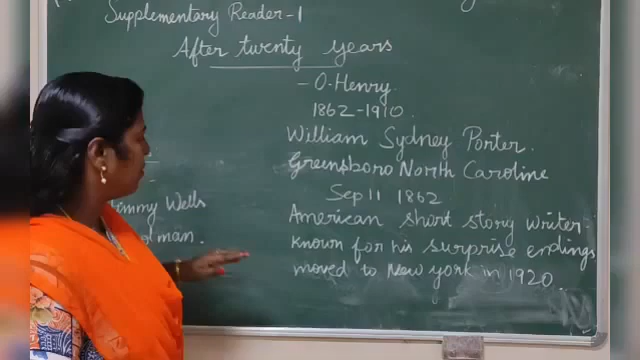 Supplementary Reader-1
After twenty years
- O-Henry
1862-1910.
William Sydney Porter.
Greensboro North Caroline
Sep 11 1862
American short story writer-
known for his surprise endings
moved to New york in 1920.
Jimmy Wells
man.